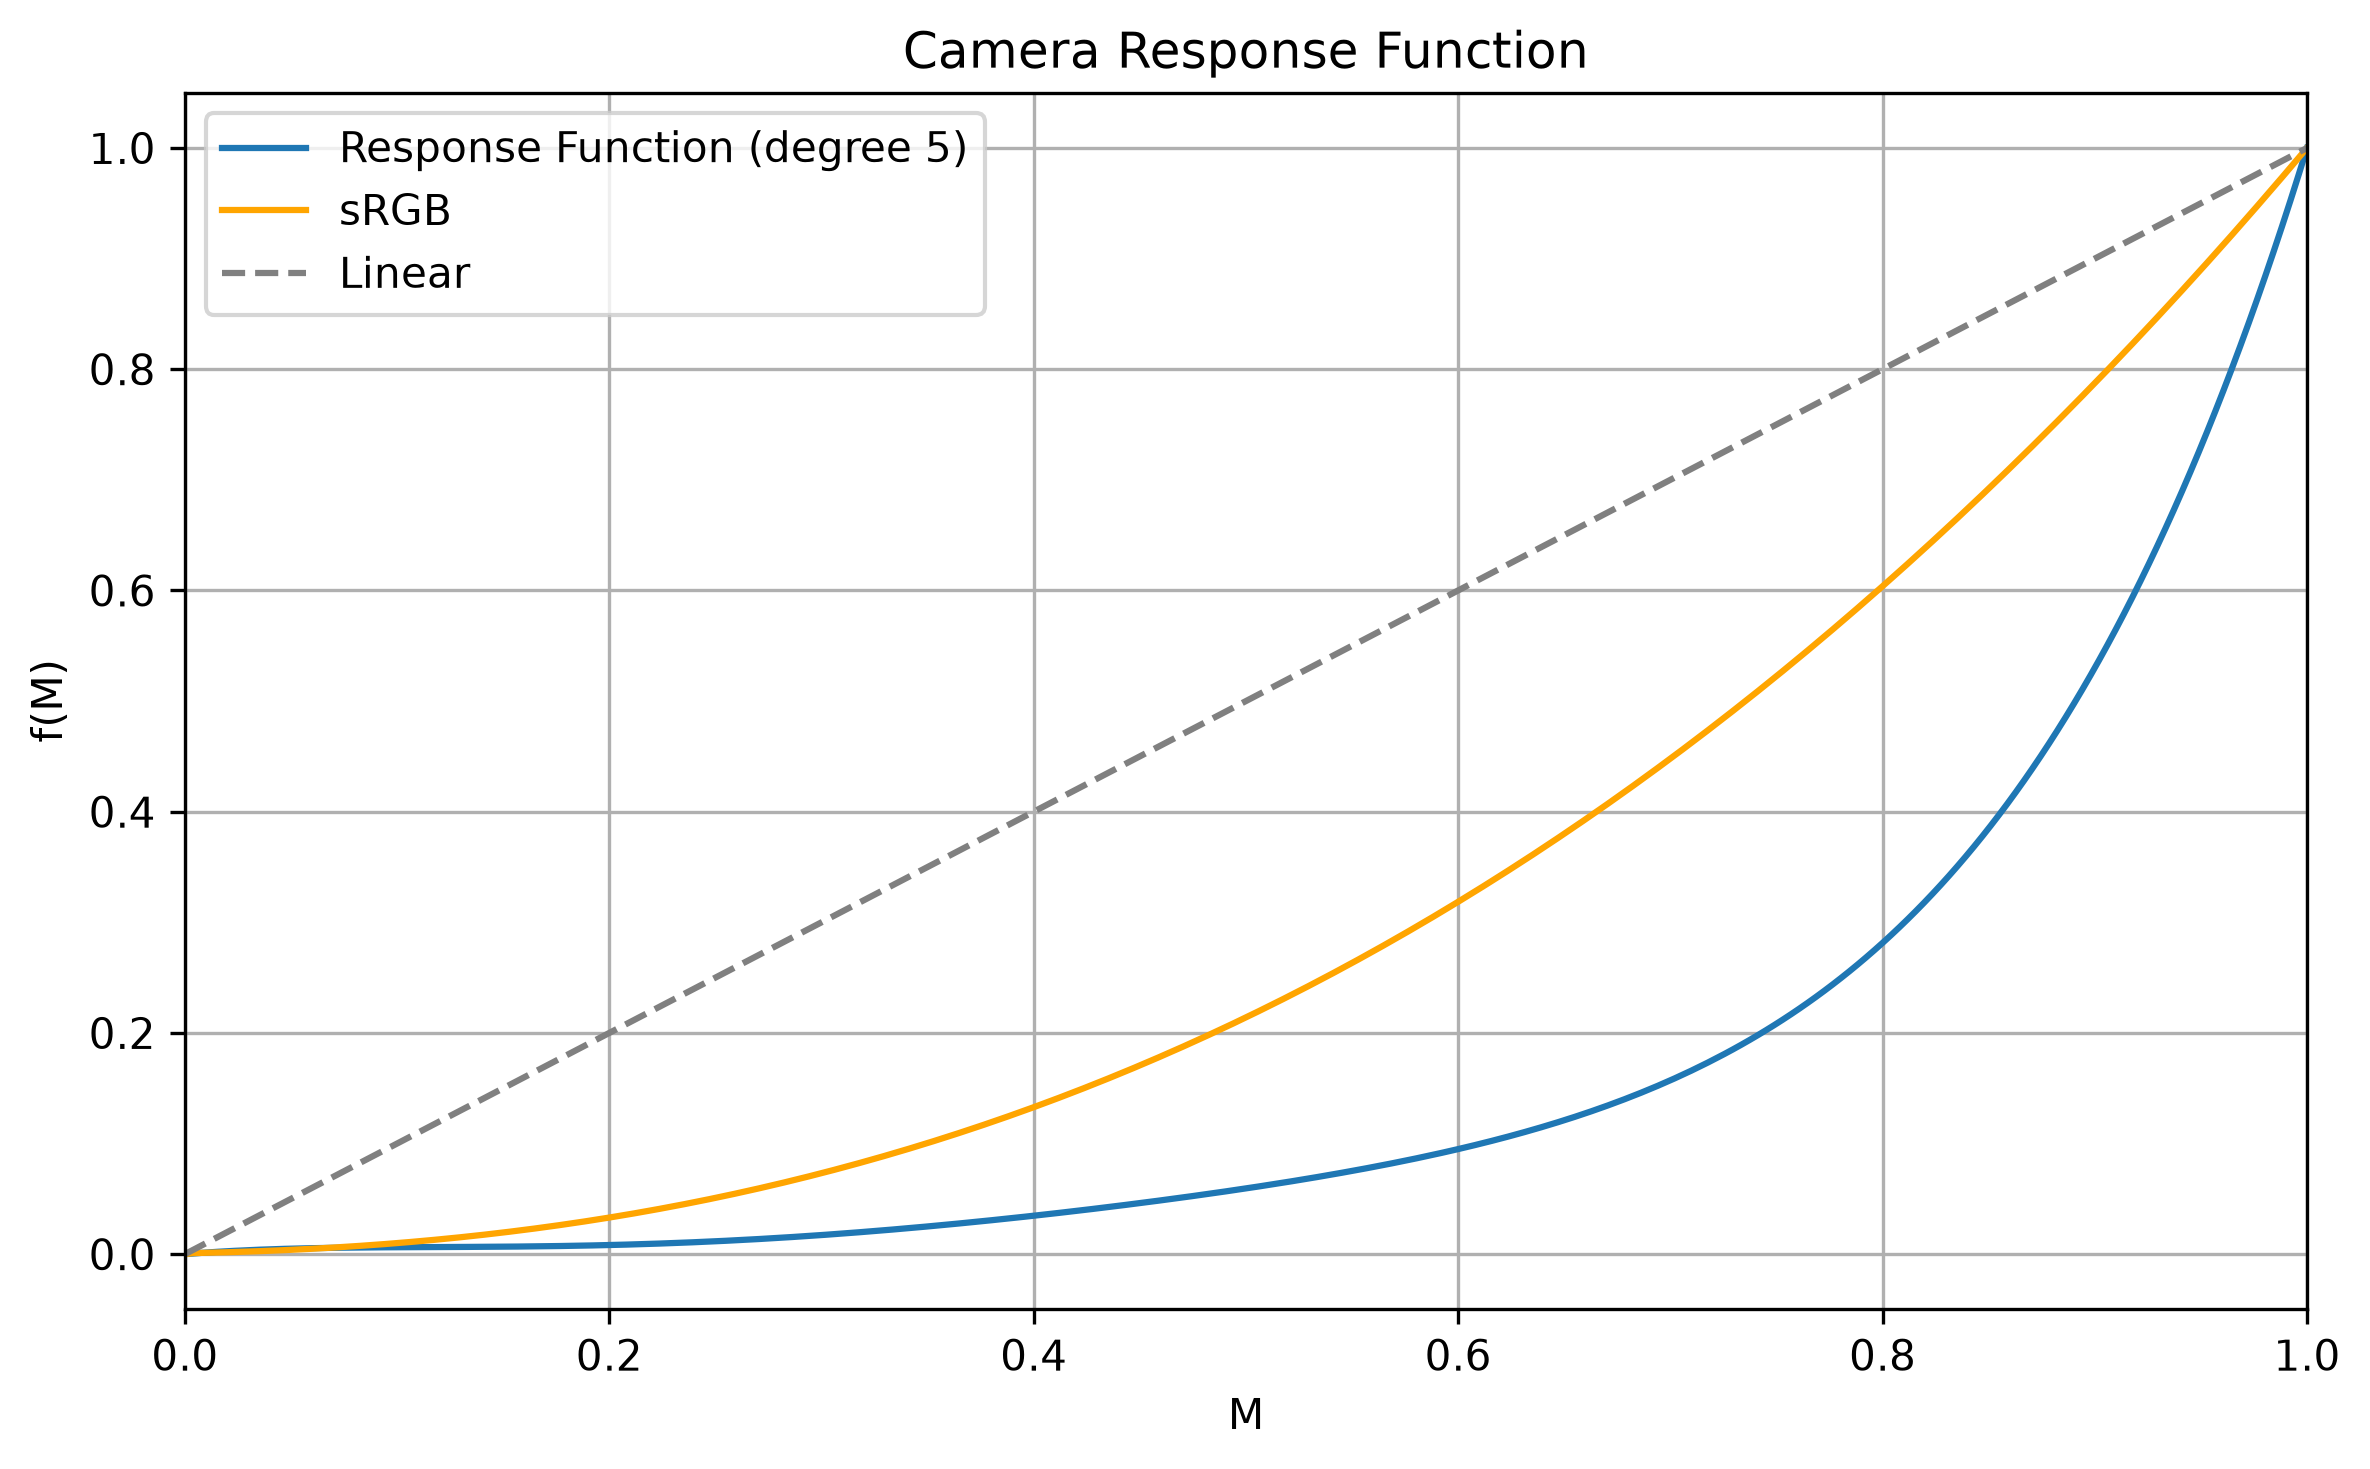 Camera Response Function
Response Function (degree 5)
sRGB
Linear
1.0
0.8
0.6
0.4
0.2
0.0
f(M)
0.0 0.2 0.4 0.6 0.8 1.0
M